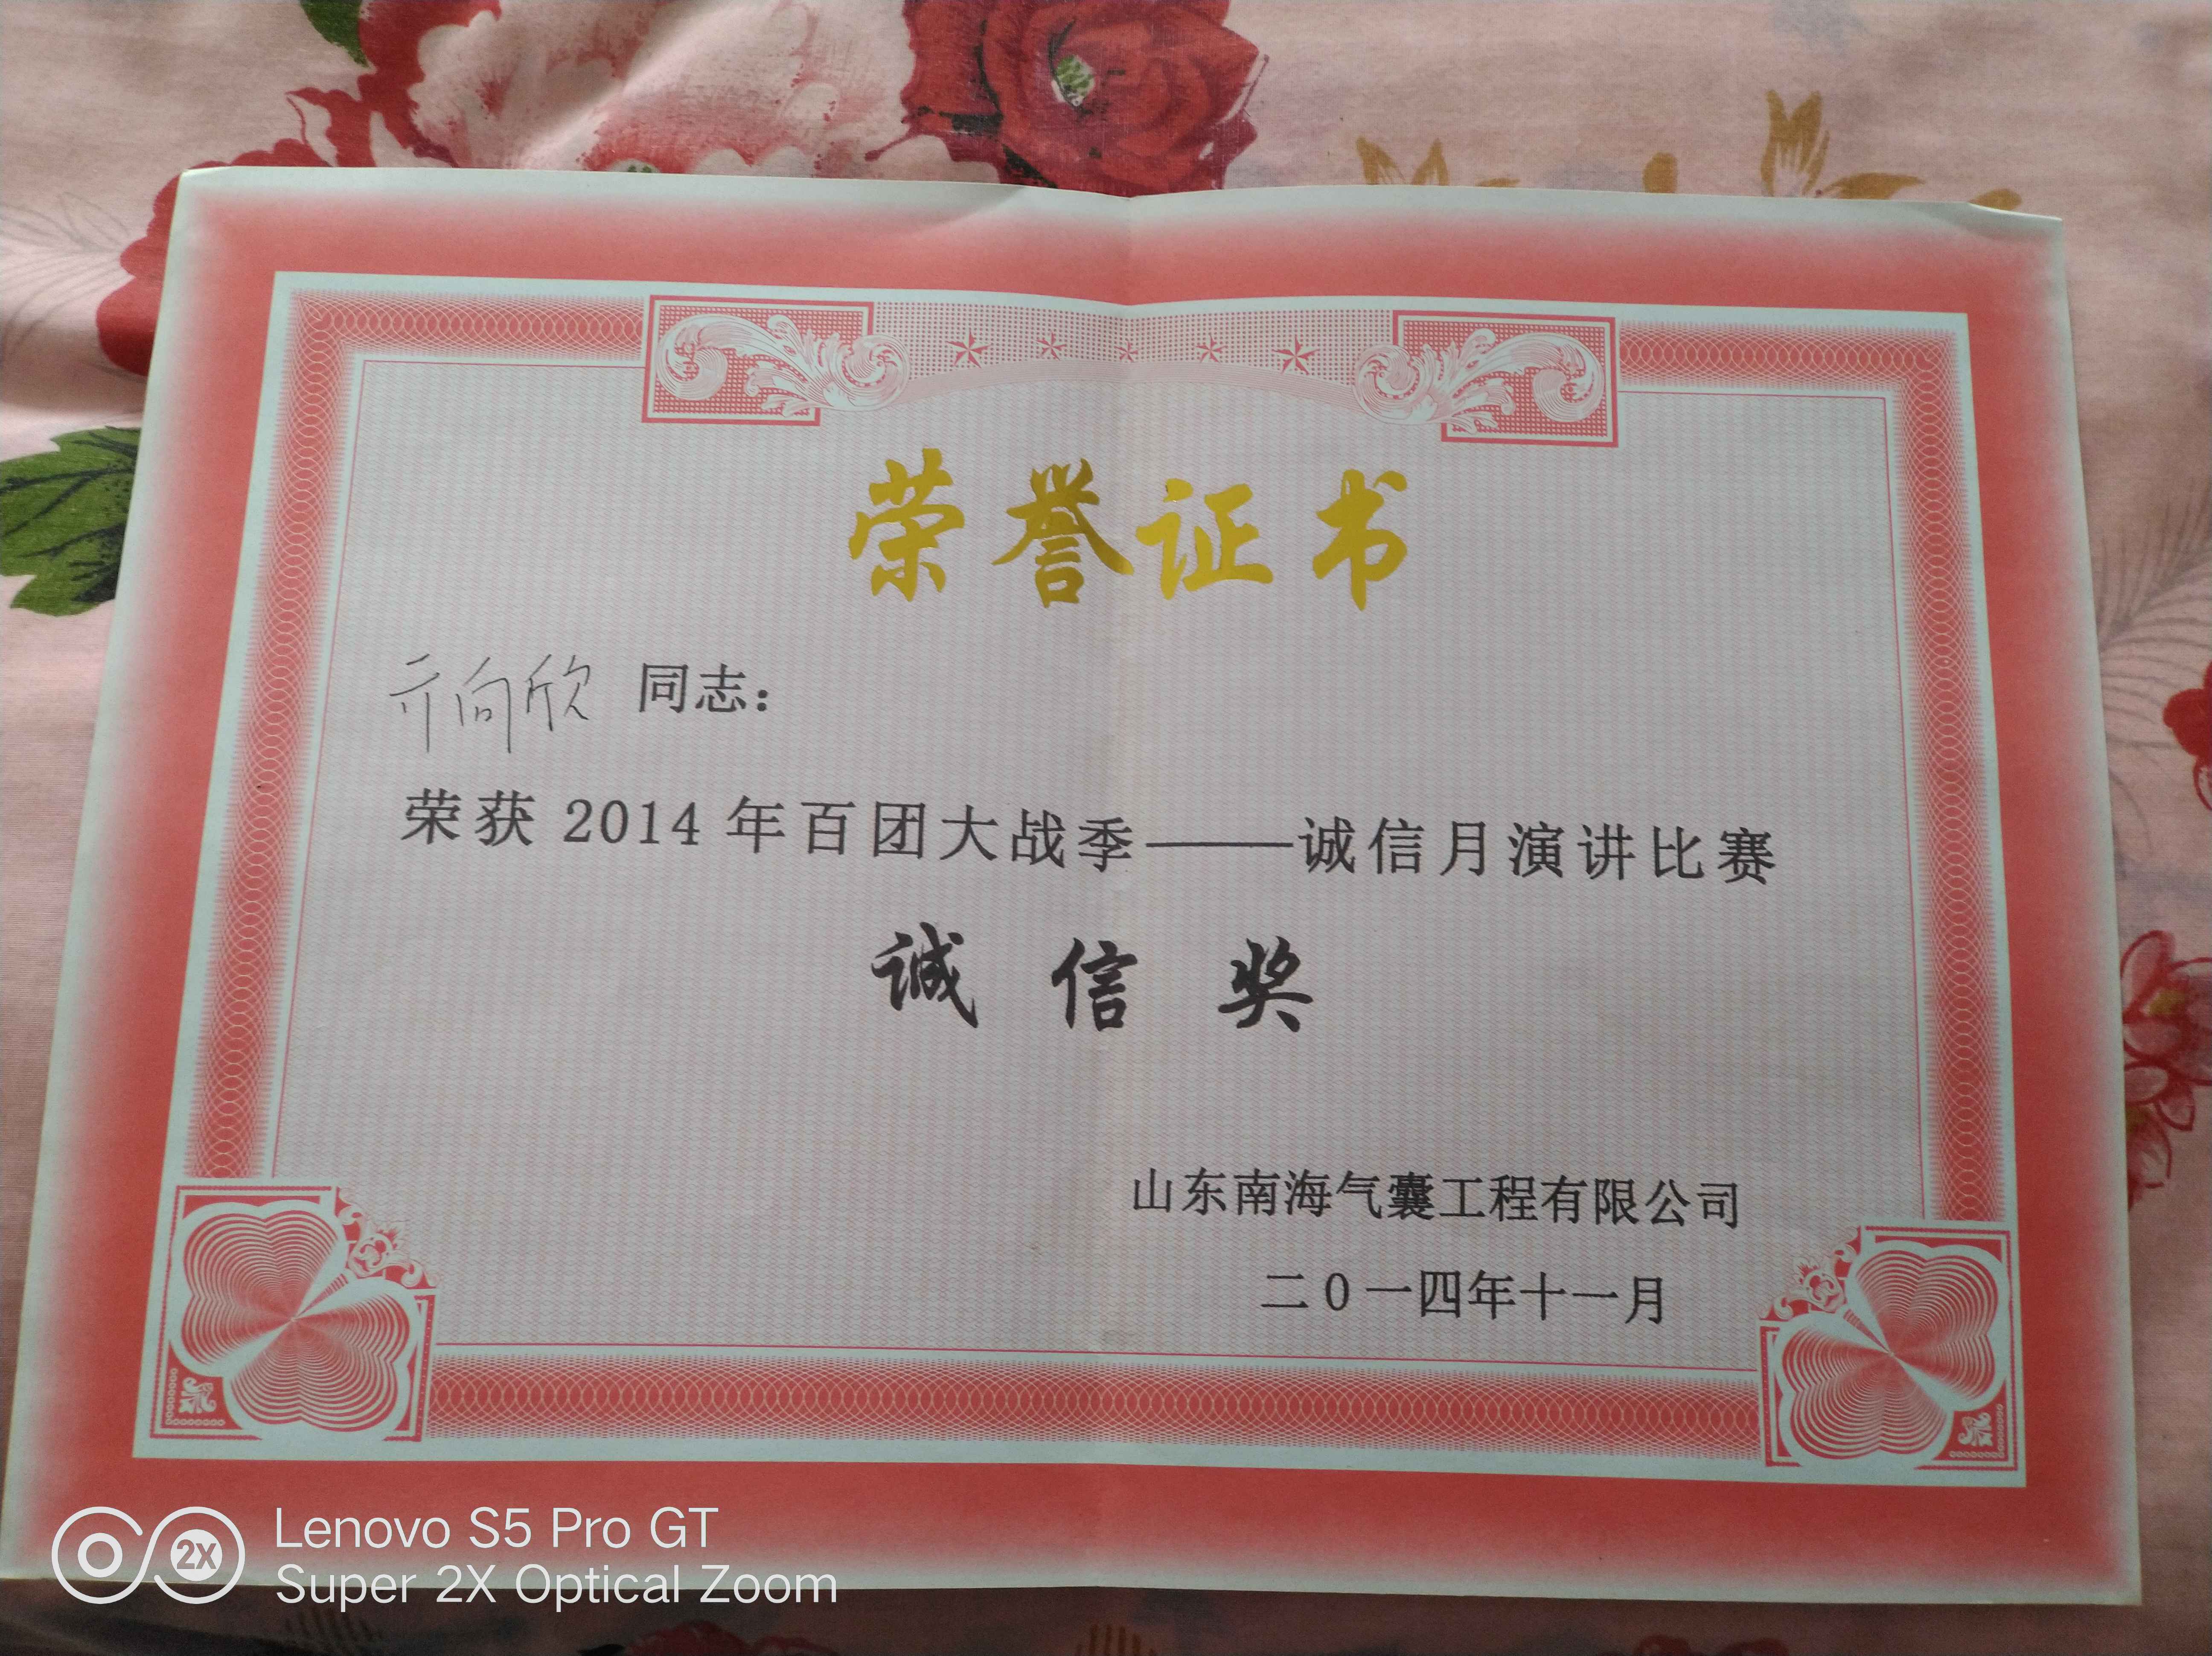 荣誉证书
亓向欣 同志：
荣获 2014 年百团大战季——诚信月演讲比赛
诚信奖
山东南海气囊工程有限公司
二0一四年十一月
2X
Lenovo S5 Pro GT
Super 2X Optical Zoom